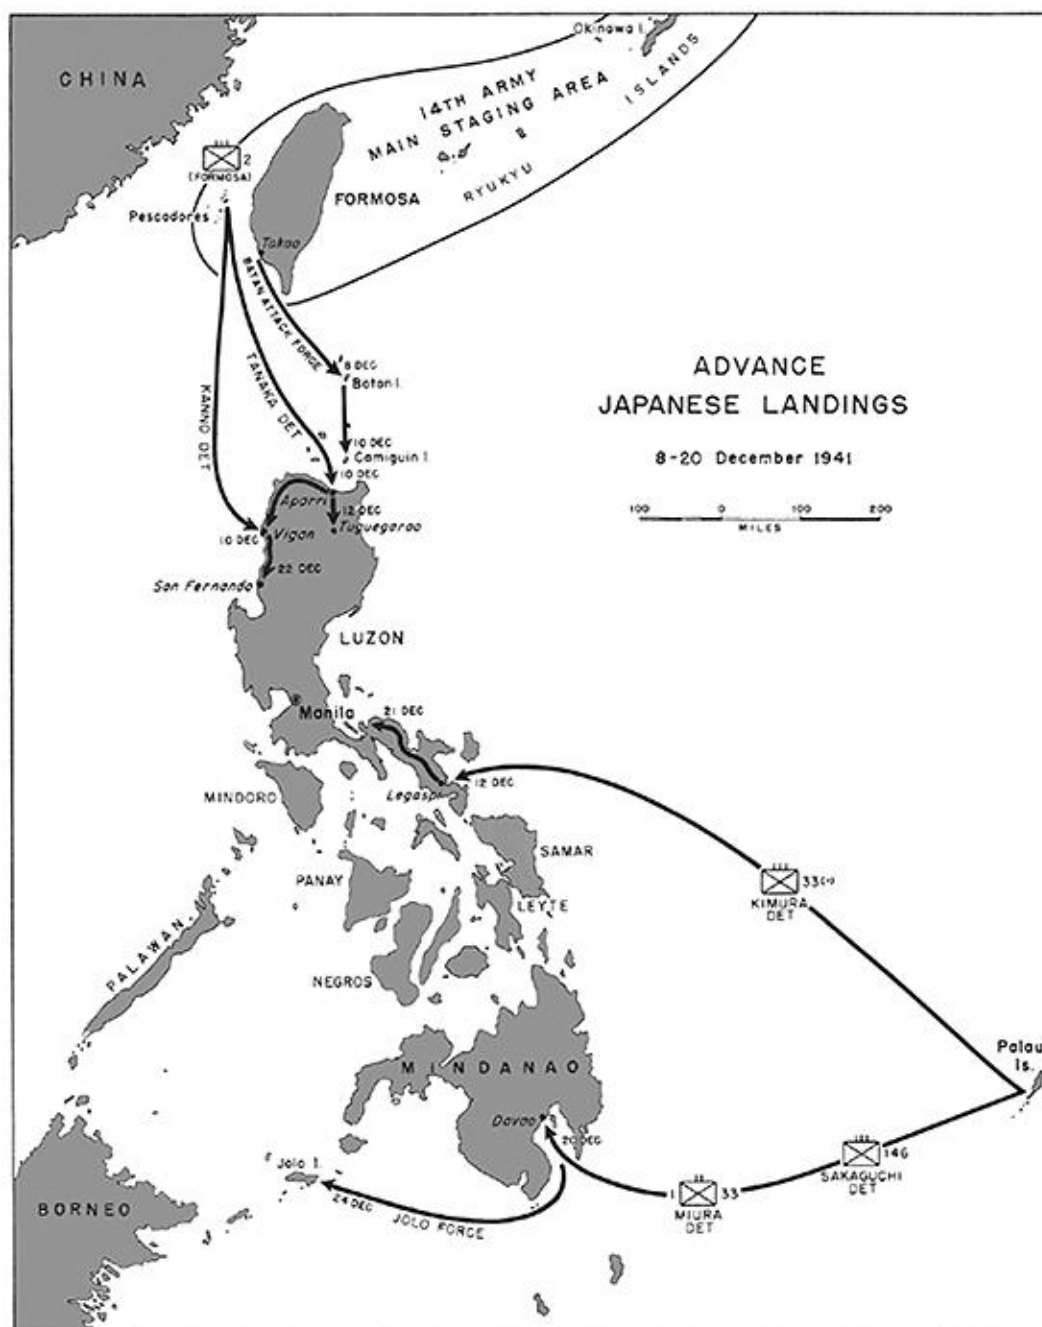 Okinawa I.
CHINA
14TH ARMY
MAIN STAGING AREA
RYUKYU ISLANDS
2
(FORMOSA)
FORMOSA
Pescadores
Takao
BATAN ATTACK FORCE
TANAKA DET
KANNO DET
8 DEC
Batan I.
10 DEC
Camiguin I.
10 DEC
Aparri
12 DEC
Tuguegarao
10 DEC
Vigan
22 DEC
San Fernando
ADVANCE
JAPANESE LANDINGS
8-20 December 1941
100 0 100 200
MILES
LUZON
Manila
21 DEC
Legaspi
12 DEC
MINDORO
SAMAR
PANAY
LEYTE
33(-)
KIMURA
DET
PALAWAN
NEGROS
MINDANAO
Palau
Is.
Davao
20 DEC
146
SAKAGUCHI
DET
Jolo I.
24 DEC
JOLO FORCE
1 33
MIURA
DET
BORNEO